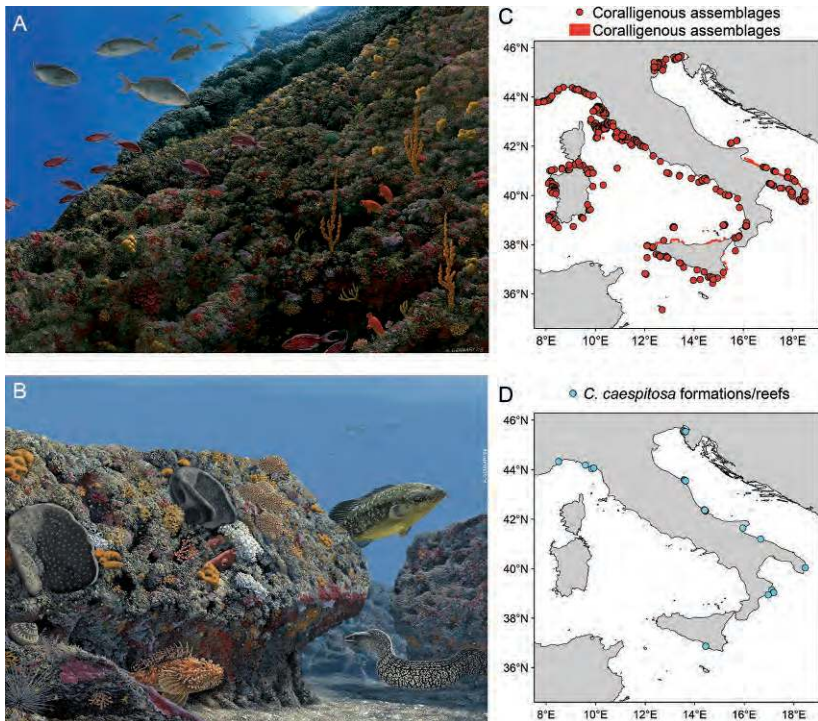 A
C
Coralligenous assemblages
Coralligenous assemblages
46°N
44°N
42°N
40°N
38°N
36°N
8°E 10°E 12°E 14°E 16°E 18°E
B
D
C. caespitosa formations/reefs
46°N
44°N
42°N
40°N
38°N
36°N
8°E 10°E 12°E 14°E 16°E 18°E